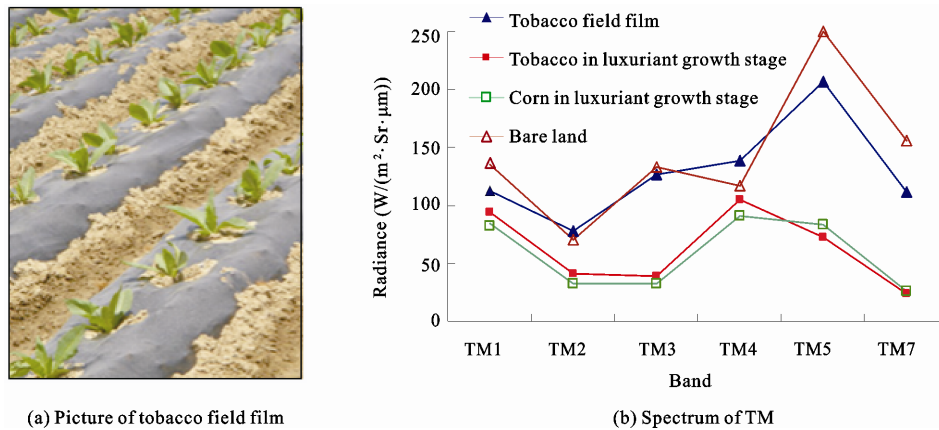 Tobacco field film
Tobacco in luxuriant growth stage
Corn in luxuriant growth stage
Bare land
Radiance (W/(m²· Sr·μm))
250
200
150
100
50
0
TM1 TM2 TM3 TM4 TM5 TM7
Band
(a) Picture of tobacco field film
(b) Spectrum of TM